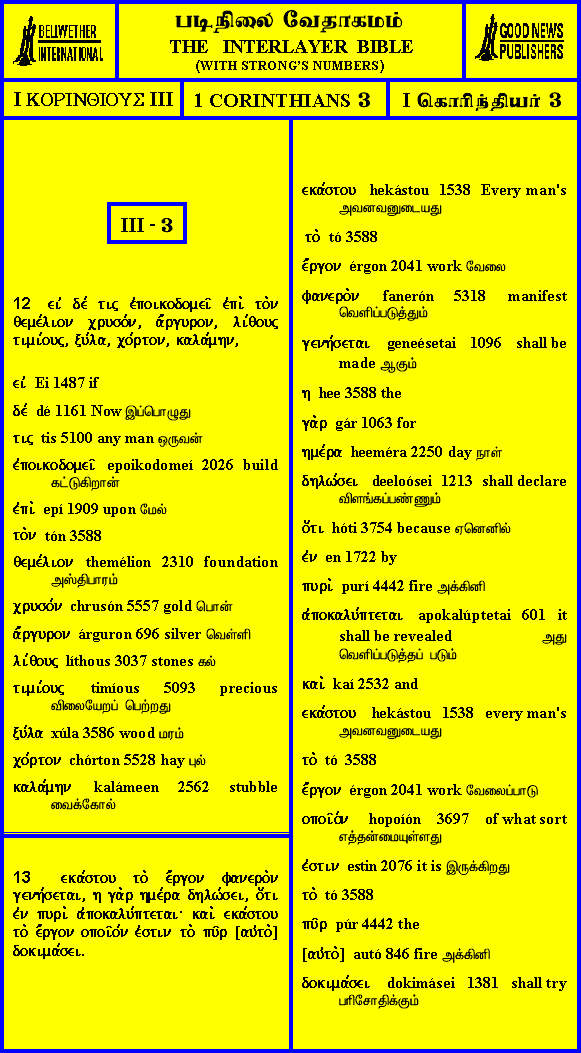 BELLWETHER
INTERNATIONAL
படிநிலை வேதாகமம்
THE INTERLAYER BIBLE
(WITH STRONG'S NUMBERS)
GOOD NEWS
PUBLISHERS
I ΚΟΡΙΝΘΙΟΥΣ III
1 CORINTHIANS 3
I கொரிந்தியர் 3
III - 3
12 εἰ δέ τις ἐποικοδομεῖ ἐπὶ τὸν
θεμέλιον χρυσόν, ἄργυρον, λίθους
τιμίους, ξύλα, χόρτον, καλάμην,
εἰ Ei 1487 if
δέ dé 1161 Now இப்பொழுது
τις tis 5100 any man ஒருவன்
ἐποικοδομεῖ epoikodomeí 2026 build
கட்டுகிறான்
ἐπὶ epí 1909 upon மேல்
τὸν tón 3588
θεμέλιον themélion 2310 foundation
அஸ்திபாரம்
χρυσόν chrusón 5557 gold பொன்
ἄργυρον árguron 696 silver வெள்ளி
λίθους líthous 3037 stones கல்
τιμίους timíous 5093 precious
விலையேறப் பெற்றது
ξύλα xúla 3586 wood மரம்
χόρτον chórton 5528 hay புல்
καλάμην kalámeen 2562 stubble
வைக்கோல்
13 εκάστου τὸ ἔργον φανερὸν
γενήσεται, η γὰρ ημέρα δηλώσει, ὅτι
ἐν πυρὶ ἀποκαλύπτεται· καὶ εκάστου
τὸ ἔργον οποῖόν ἐστιν τὸ πῦρ [αὐτὸ]
δοκιμάσει.
εκάστου hekástou 1538 Every man's
அவனவனுடையது
τὸ tó 3588
ἔργον érgon 2041 work வேலை
φανερὸν fanerón 5318 manifest
வெளிப்படுத்தும்
γενήσεται geneésetai 1096 shall be
made ஆகும்
η hee 3588 the
γὰρ gár 1063 for
ημέρα heeméra 2250 day நாள்
δηλώσει deeloósei 1213 shall declare
விளங்கப்பண்ணும்
ὅτι hóti 3754 because ஏனெனில்
ἐν en 1722 by
πυρὶ purí 4442 fire அக்கினி
ἀποκαλύπτεται apokalúptetai 601 it
shall be revealed அது
வெளிப்படுத்தப் படும்
καὶ kaí 2532 and
εκάστου hekástou 1538 every man's
அவனவனுடையது
τὸ tó 3588
ἔργον érgon 2041 work வேலைப்பாடு
οποῖόν hopoíón 3697 of what sort
எத்தன்மையுள்ளது
ἐστιν estin 2076 it is இருக்கிறது
τὸ tó 3588
πῦρ púr 4442 the
[αὐτὸ] autó 846 fire அக்கினி
δοκιμάσει dokimásei 1381 shall try
பரிசோதிக்கும்